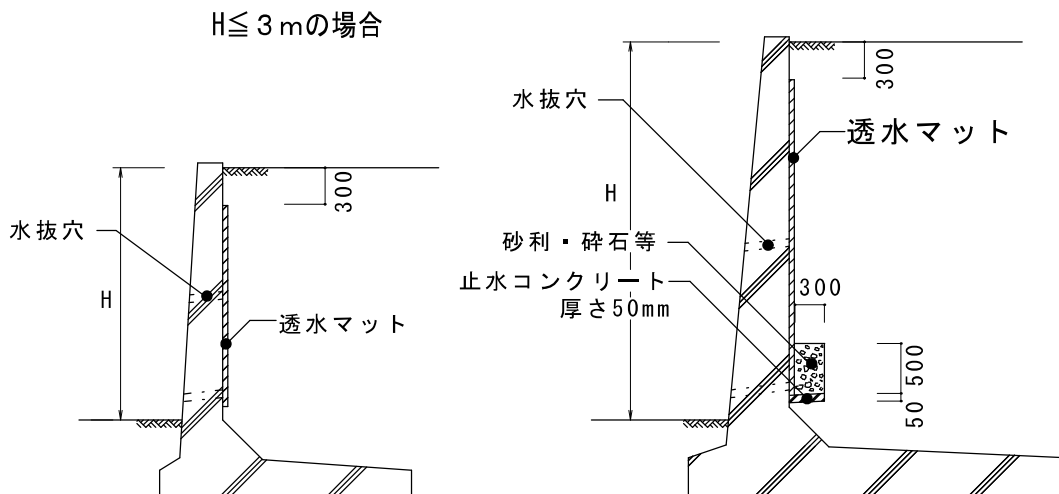 H≦3mの場合
300
水抜穴
H
透水マット
300
水抜穴
透水マット
H
砂利・砕石等
止水コンクリート
厚さ50mm
300
500
50